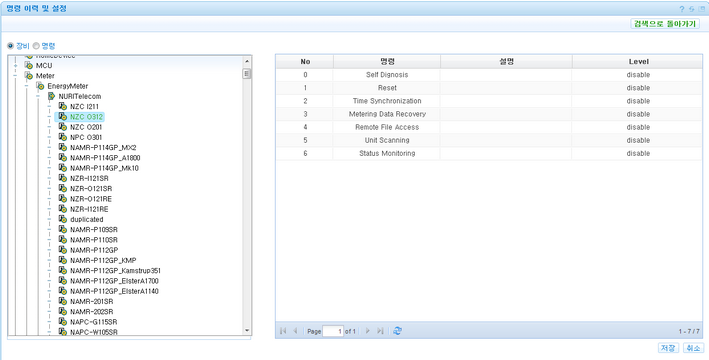 명령 이력 및 설정
검색으로 돌아가기
장비 명령
HomeDevice
MCU
Meter
EnergyMeter
NURITelecom
NZC I211
NZC O312
NZC O201
NPC O301
NAMR-P114GP_MX2
NAMR-P114GP_A1800
NAMR-P114GP_Mk10
NZR-I121SR
NZR-O121SR
NZR-O121RE
NZR-I121RE
duplicated
NAMR-P109SR
NAMR-P110SR
NAMR-P112GP
NAMR-P112GP_KMP
NAMR-P112GP_Kamstrup351
NAMR-P112GP_ElsterA1700
NAMR-P112GP_ElsterA1140
NAMR-201SR
NAMR-202SR
NAPC-G115SR
NAPC-W105SR
No 명령 설명 Level
0 Self Dignosis disable
1 Reset disable
2 Time Synchronization disable
3 Metering Data Recovery disable
4 Remote File Access disable
5 Unit Scanning disable
6 Status Monitoring disable
Page 1 of 1 1 - 7 / 7
저장 취소